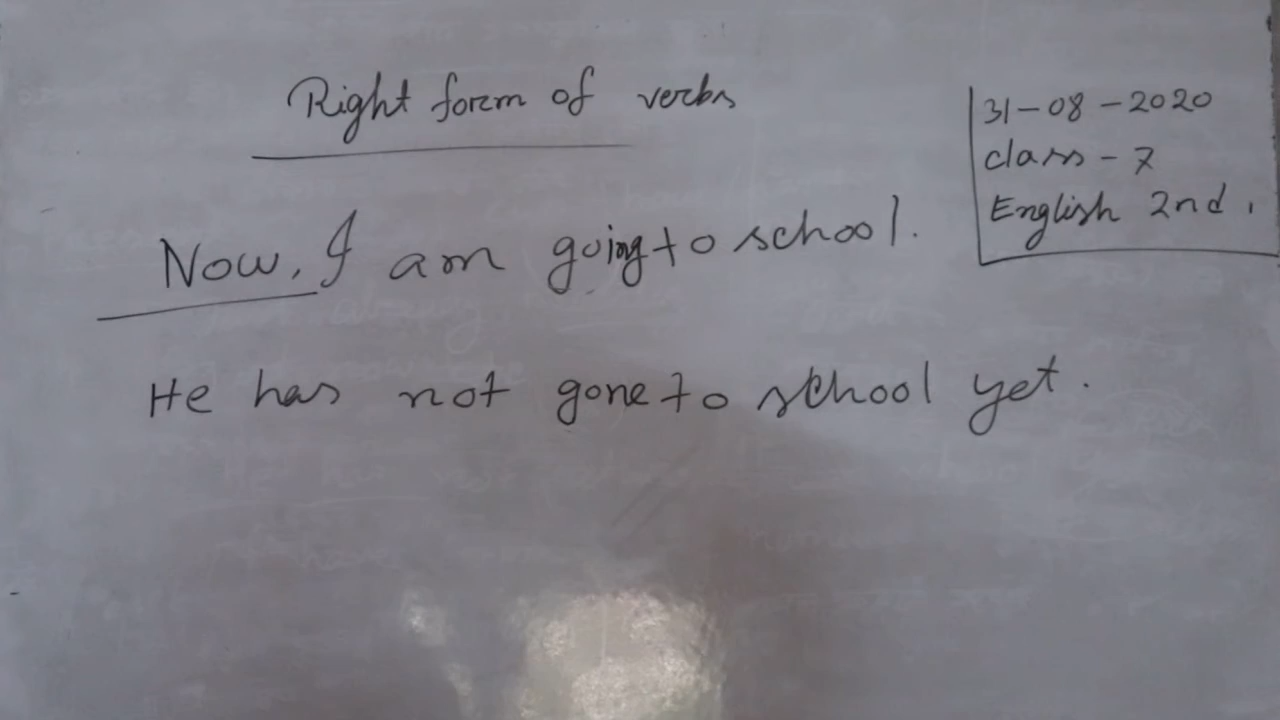 Right form of verbs
31-08-2020
class-7
English 2nd.
Now, I am going to school.
He has not gone to school yet.